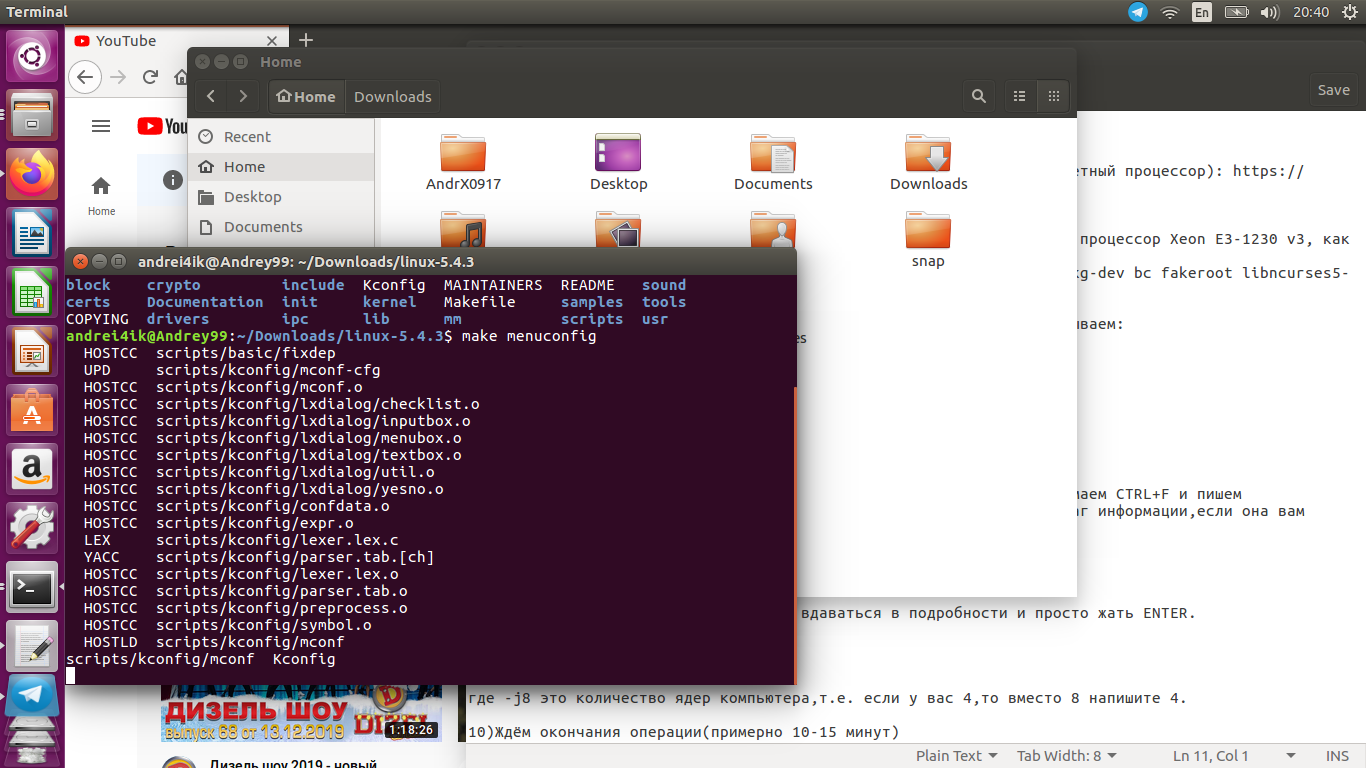 Terminal
En
20:40
YouTube
Home
Home
Downloads
Save
You
Recent
Home
Desktop
Documents
AndrX0917
Desktop
Documents
Downloads
snap
Home
етный процессор): https://
процессор Xeon E3-1230 v3, как
kg-dev bc fakeroot libncurses5-
иваем:
es
маем CTRL+F и пишем
аг информации,если она вам
вдаваться в подробности и просто жать ENTER.
andrei4ik@Andrey99: ~/Downloads/linux-5.4.3
block crypto include Kconfig MAINTAINERS README sound
certs Documentation init kernel Makefile samples tools
COPYING drivers ipc lib mm scripts usr
andrei4ik@Andrey99:~/Downloads/linux-5.4.3$ make menuconfig
HOSTCC scripts/basic/fixdep
UPD scripts/kconfig/mconf-cfg
HOSTCC scripts/kconfig/mconf.o
HOSTCC scripts/kconfig/lxdialog/checklist.o
HOSTCC scripts/kconfig/lxdialog/inputbox.o
HOSTCC scripts/kconfig/lxdialog/menubox.o
HOSTCC scripts/kconfig/lxdialog/textbox.o
HOSTCC scripts/kconfig/lxdialog/util.o
HOSTCC scripts/kconfig/lxdialog/yesno.o
HOSTCC scripts/kconfig/confdata.o
HOSTCC scripts/kconfig/expr.o
LEX scripts/kconfig/lexer.lex.c
YACC scripts/kconfig/parser.tab.[ch]
HOSTCC scripts/kconfig/lexer.lex.o
HOSTCC scripts/kconfig/parser.tab.o
HOSTCC scripts/kconfig/preprocess.o
HOSTCC scripts/kconfig/symbol.o
HOSTLD scripts/kconfig/mconf
scripts/kconfig/mconf Kconfig
где -j8 это количество ядер компьютера,т.е. если у вас 4,то вместо 8 напишите 4.
10)Ждём окончания операции(примерно 10-15 минут)
ДИЗЕЛЬ ШОУ
выпуск 68 от 13.12.2019
1:18:26
Дизель шоу 2019 - новый
Plain Text
Tab Width: 8
Ln 11, Col 1
INS